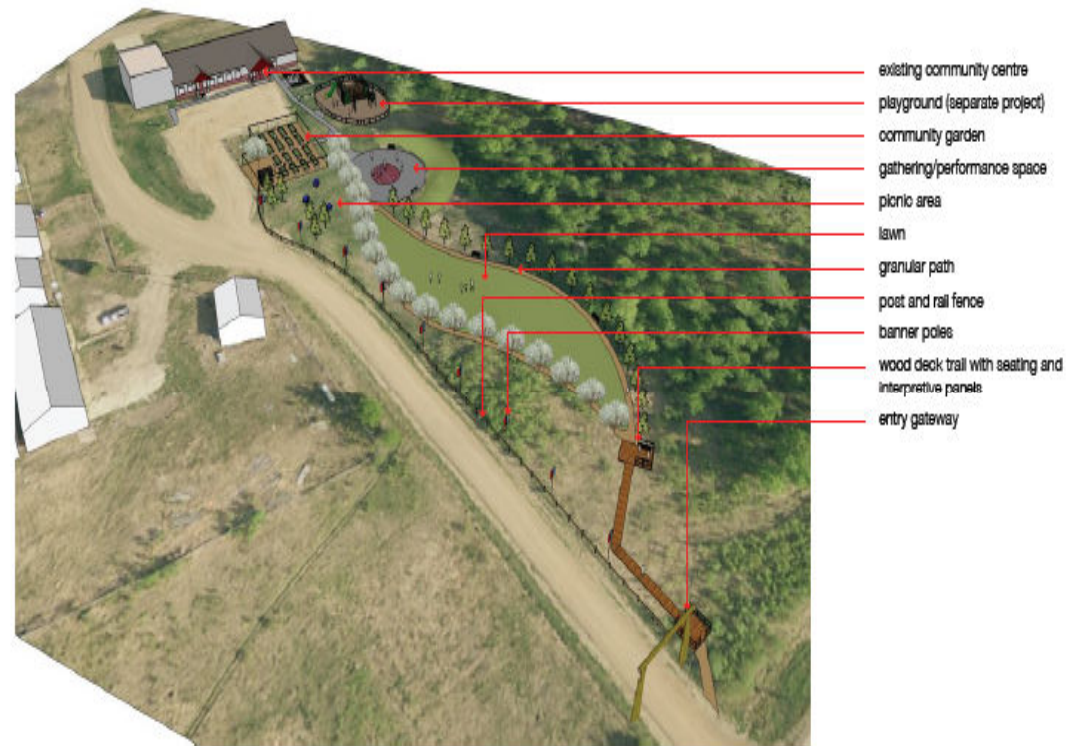 existing community centre
playground (separate project)
community garden
gathering/performance space
picnic area
lawn
granular path
post and rail fence
banner poles
wood deck trail with seating and
interpretive panels
entry gateway